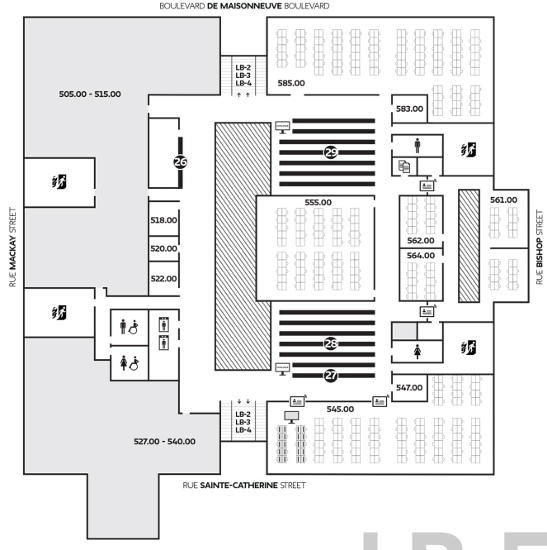 BOULEVARD DE MAISONNEUVE BOULEVARD
LB-2
LB-3
LB-4
585.00
505.00 - 515.00
583.00
29
26
555.00
561.00
518.00
562.00
520.00
564.00
522.00
RUE MACKAY STREET
RUE BISHOP STREET
28
27
547.00
545.00
LB-2
LB-3
LB-4
527.00 - 540.00
RUE SAINTE-CATHERINE STREET